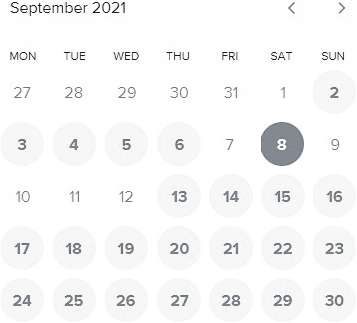 September 2021 < >
MON TUE WED THU FRI SAT SUN
27 28 29 30 31 1 2
3 4 5 6 7 8 9
10 11 12 13 14 15 16
17 18 19 20 21 22 23
24 25 26 27 28 29 30